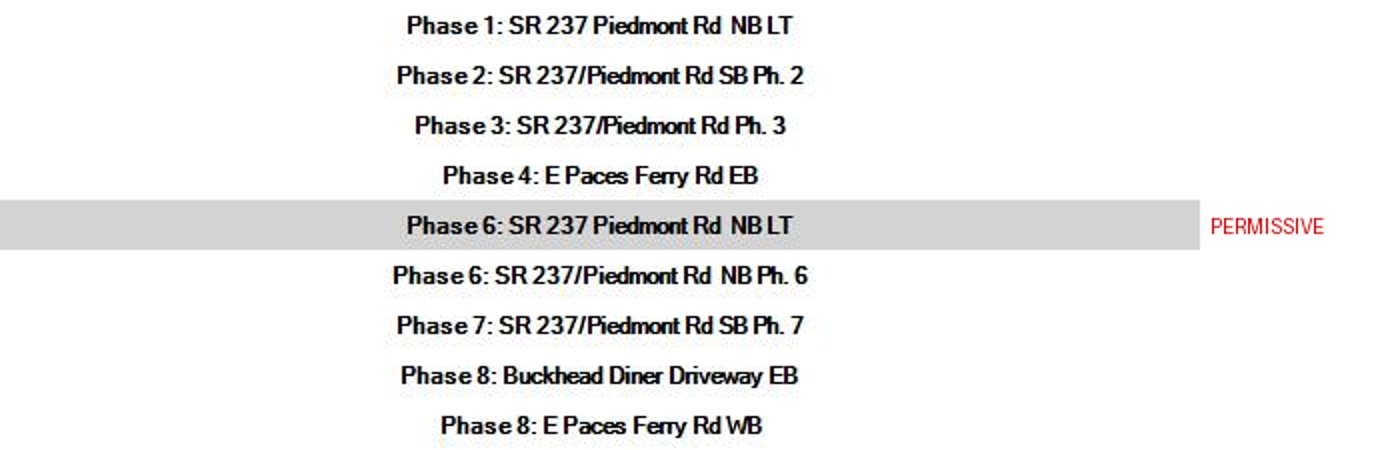 Phase 1: SR 237 Piedmont Rd NB LT
Phase 2: SR 237/Piedmont Rd SB Ph. 2
Phase 3: SR 237/Piedmont Rd Ph. 3
Phase 4: E Paces Ferry Rd EB
Phase 6: SR 237 Piedmont Rd NB LT PERMISSIVE
Phase 6: SR 237/Piedmont Rd NB Ph. 6
Phase 7: SR 237/Piedmont Rd SB Ph. 7
Phase 8: Buckhead Diner Driveway EB
Phase 8: E Paces Ferry Rd WB